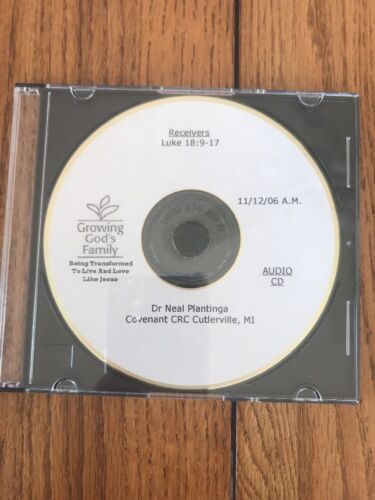 Receivers
Luke 18:9-17
11/12/06 A.M.
Growing
God's
Family
Being Transformed
To Live And Love
Like Jesus
AUDIO
CD
Dr Neal Plantinga
Covenant CRC Cutlerville, MI